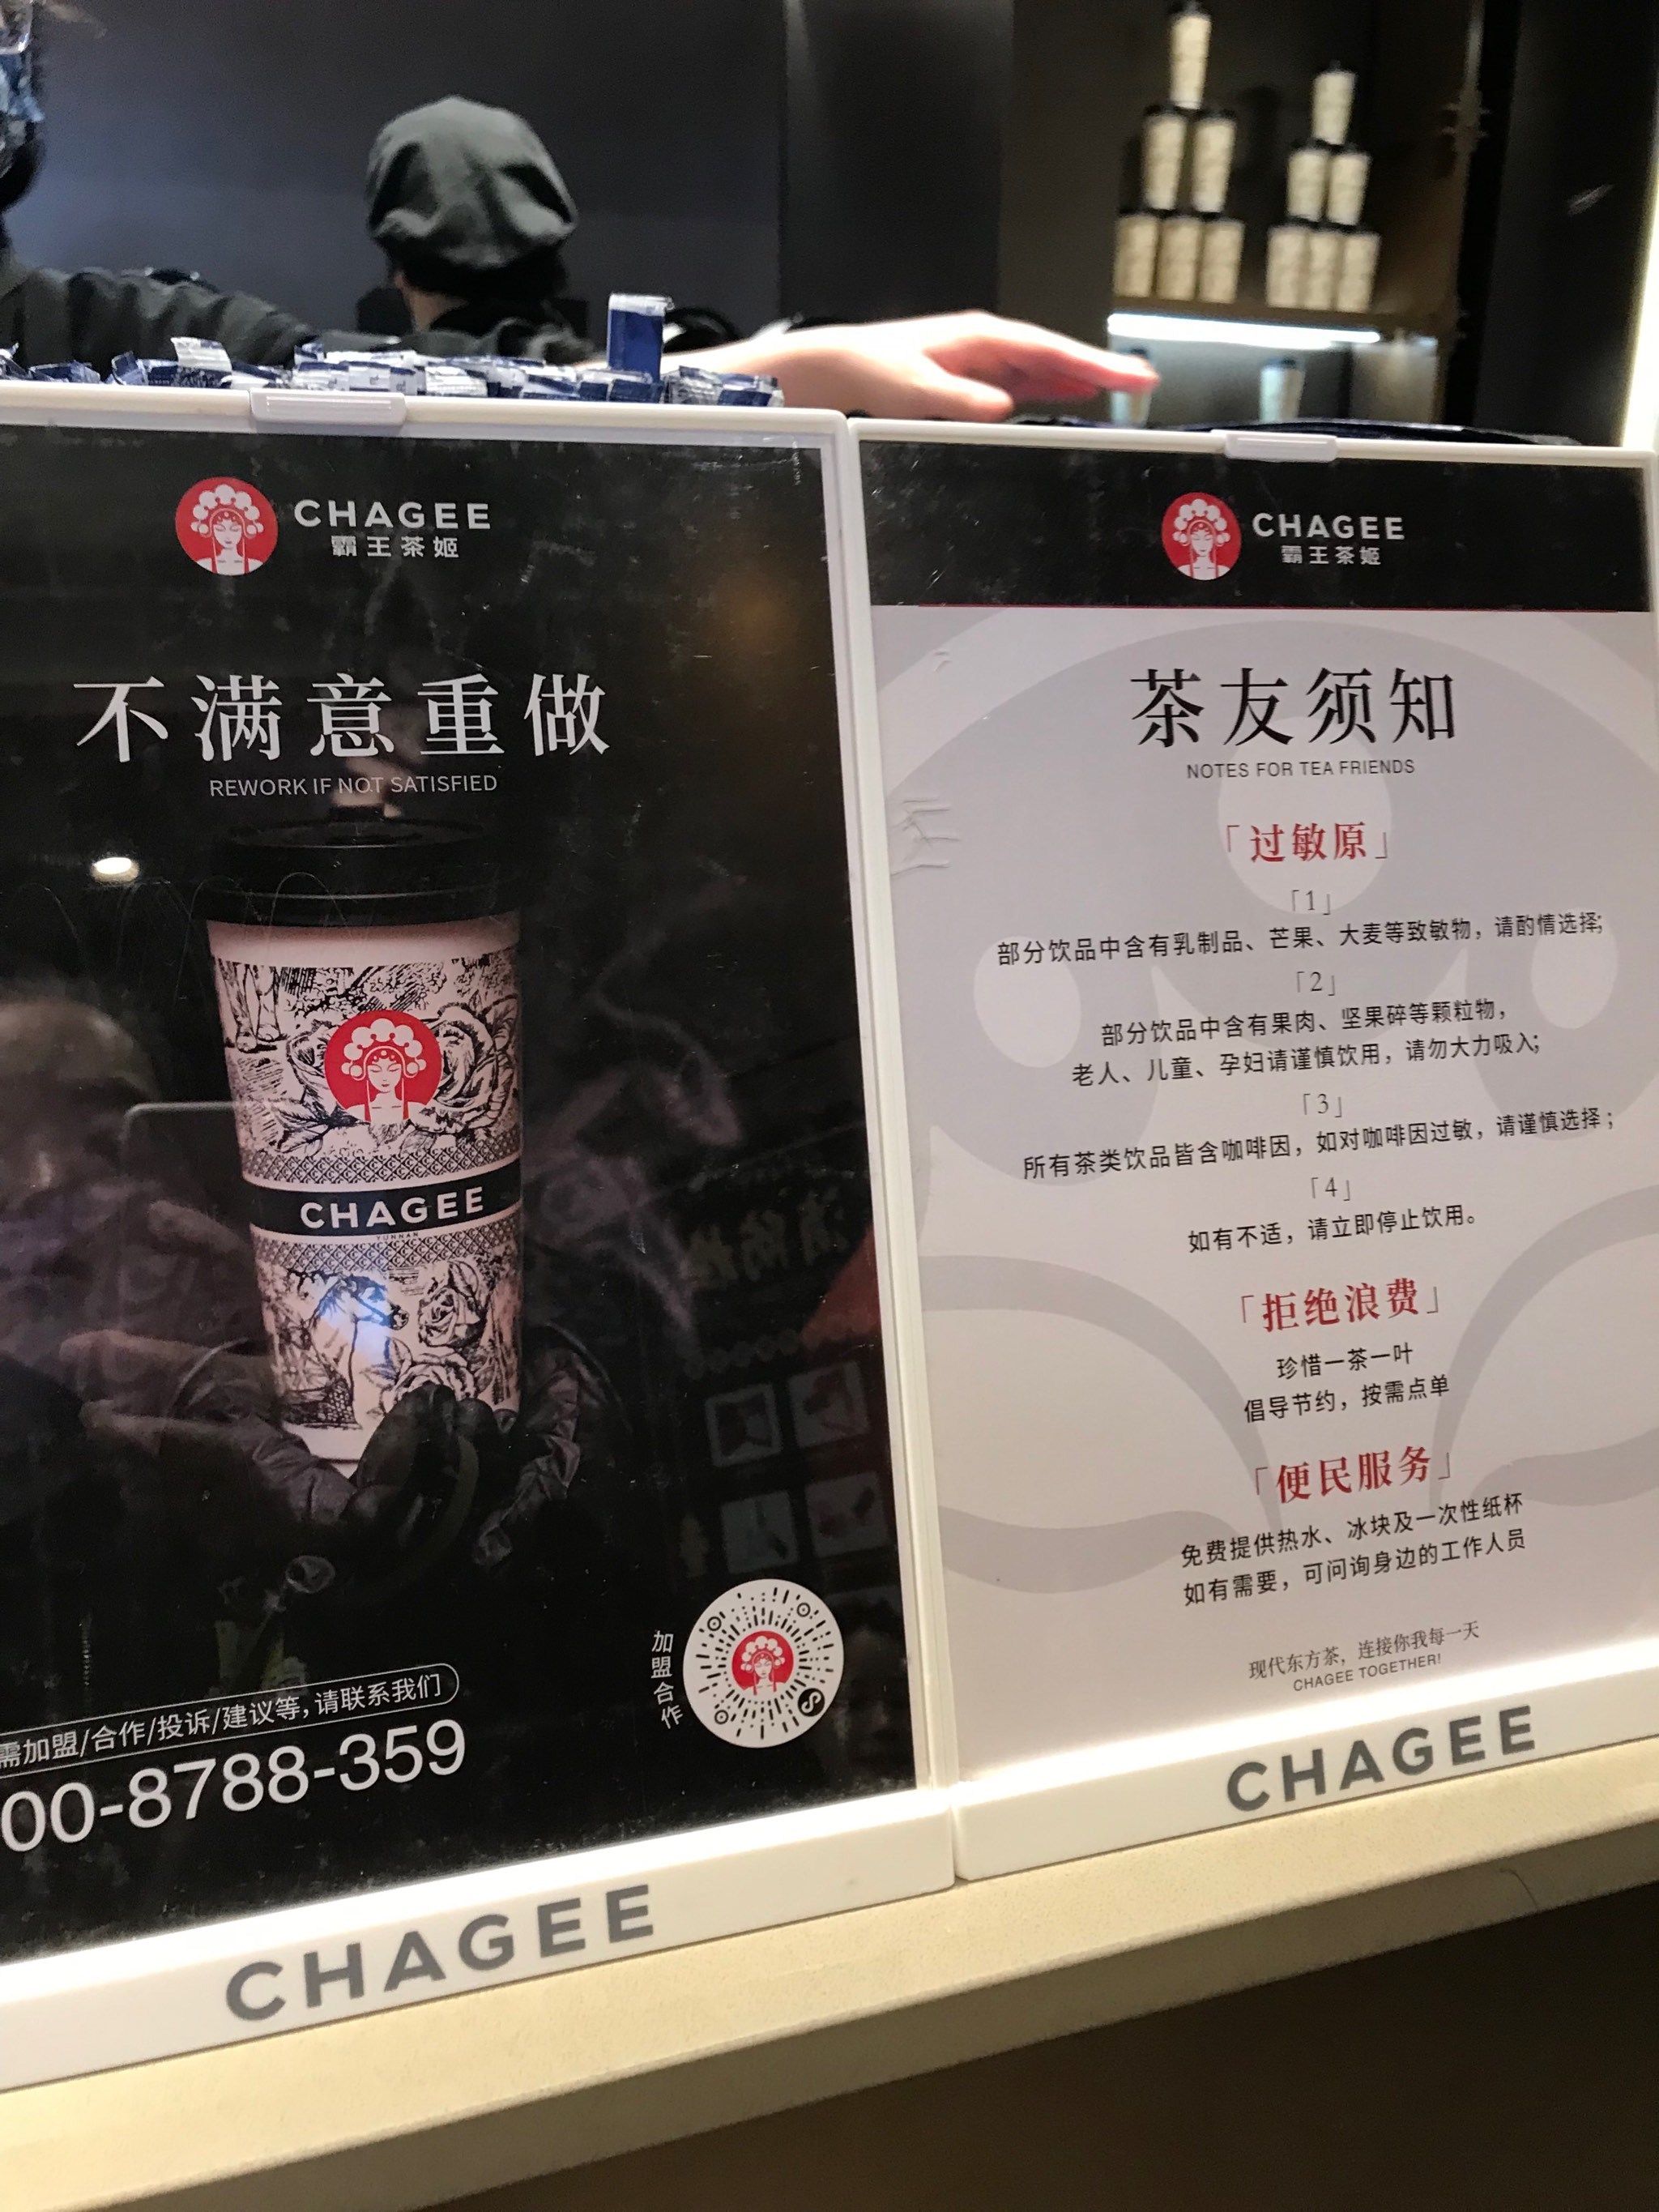 CHAGEE
霸王茶姬
不满意重做
REWORK IF NOT SATISFIED
CHAGEE
YUNNAN
加盟合作
需加盟/合作/投诉/建议等,请联系我们
00-8788-359
CHAGEE
CHAGEE
霸王茶姬
茶友须知
NOTES FOR TEA FRIENDS
「过敏原」
「1」
部分饮品中含有乳制品、芒果、大麦等致敏物，请酌情选择;
「2」
部分饮品中含有果肉、坚果碎等颗粒物，
老人、儿童、孕妇请谨慎饮用，请勿大力吸入;
「3」
所有茶类饮品皆含咖啡因，如对咖啡因过敏，请谨慎选择；
「4」
如有不适，请立即停止饮用。
「拒绝浪费」
珍惜一茶一叶
倡导节约，按需点单
「便民服务」
免费提供热水、冰块及一次性纸杯
如有需要，可问询身边的工作人员
现代东方茶，连接你我每一天
CHAGEE TOGETHER!
CHAGEE